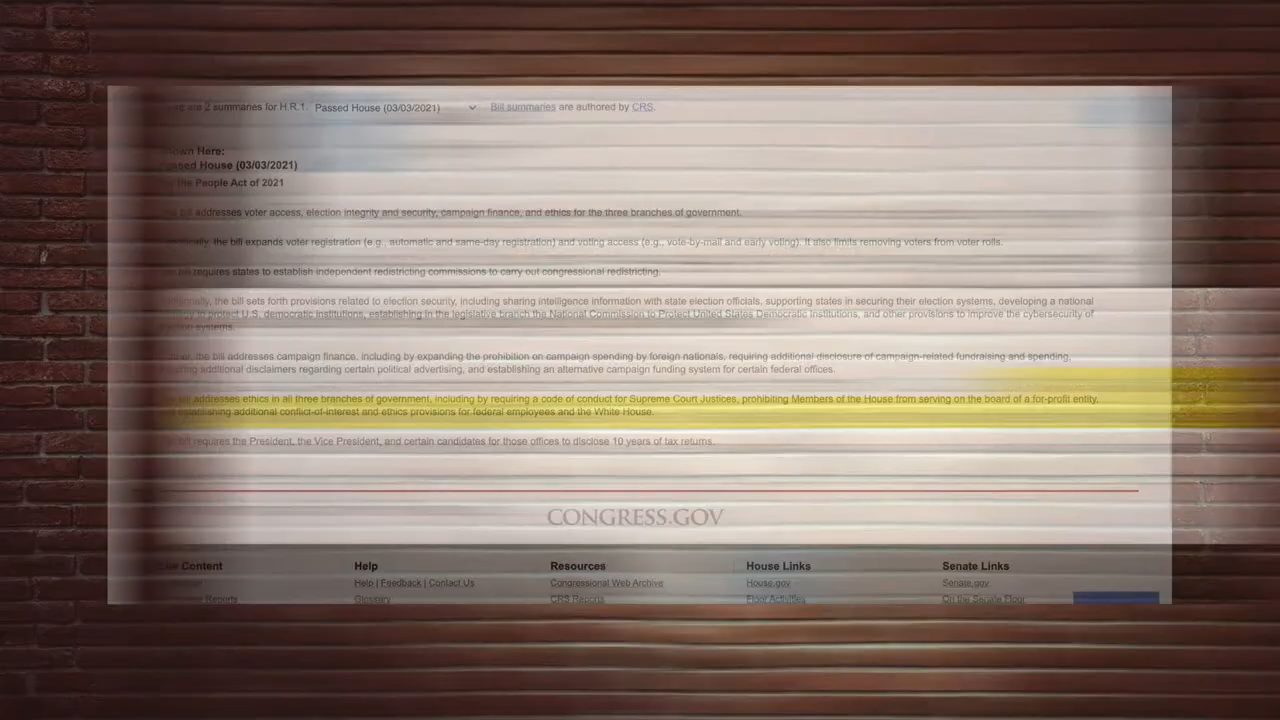 are 2 summaries for H.R.1. Passed House (03/03/2021) Bill summaries are authored by CRS.
Here:
House (03/03/2021)
the People Act of 2021
addresses voter access, election integrity and security, campaign finance, and ethics for the three branches of government.
the bill expands voter registration (e.g., automatic and same-day registration) and voting access (e.g., vote-by-mail and early voting). It also limits removing voters from voter rolls.
bill requires states to establish independent redistricting commissions to carry out congressional redistricting.
the bill sets forth provisions related to election security, including sharing intelligence information with state election officials, supporting states in securing their election systems, developing a national
to protect U.S. democratic institutions, establishing in the legislative branch the National Commission to Protect United States Democratic Institutions, and other provisions to improve the cybersecurity of
systems.
the bill addresses campaign finance, including by expanding the prohibition on campaign spending by foreign nationals, requiring additional disclosure of campaign-related fundraising and spending,
additional disclaimers regarding certain political advertising, and establishing an alternative campaign funding system for certain federal offices.
addresses ethics in all three branches of government, including by requiring a code of conduct for Supreme Court Justices, prohibiting Members of the House from serving on the board of a for-profit entity,
establishing additional conflict-of-interest and ethics provisions for federal employees and the White House.
bill requires the President, the Vice President, and certain candidates for those offices to disclose 10 years of tax returns.
CONGRESS.GOV
Content Help Resources House Links Senate Links
Help | Feedback | Contact Us Congressional Web Archive House.gov Senate.gov
Reports Glossary CRS Reports Floor Activities On the Senate Floor